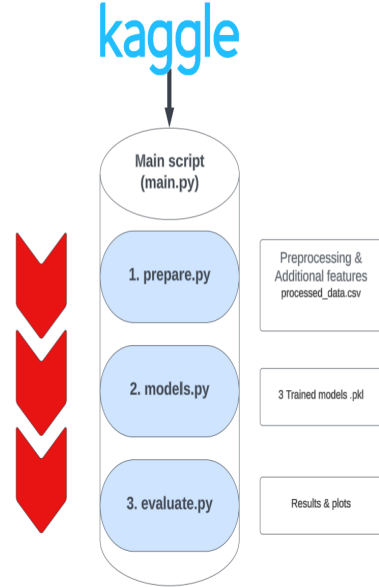 kaggle
Main script
(main.py)
1. prepare.py
Preprocessing &
Additional features
processed_data.csv
2. models.py
3 Trained models .pkl
3. evaluate.py
Results & plots